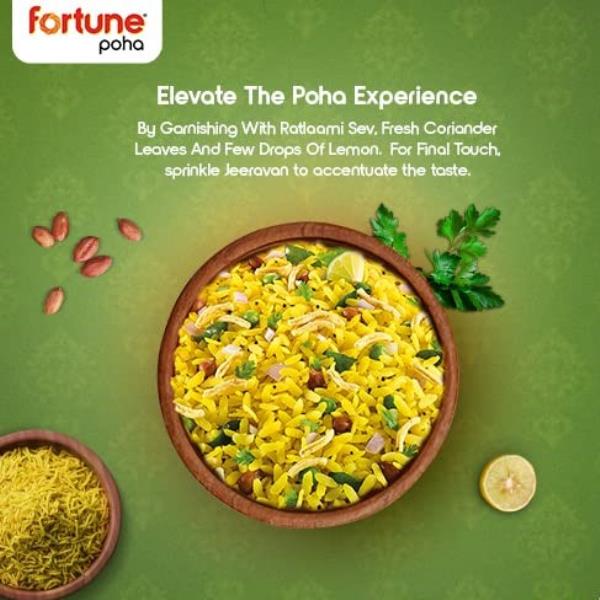 fortune
poha
Elevate The Poha Experience
By Garnishing With Ratlaami Sev, Fresh Coriander
Leaves And Few Drops Of Lemon. For Final Touch,
sprinkle Jeeravan to accentuate the taste.